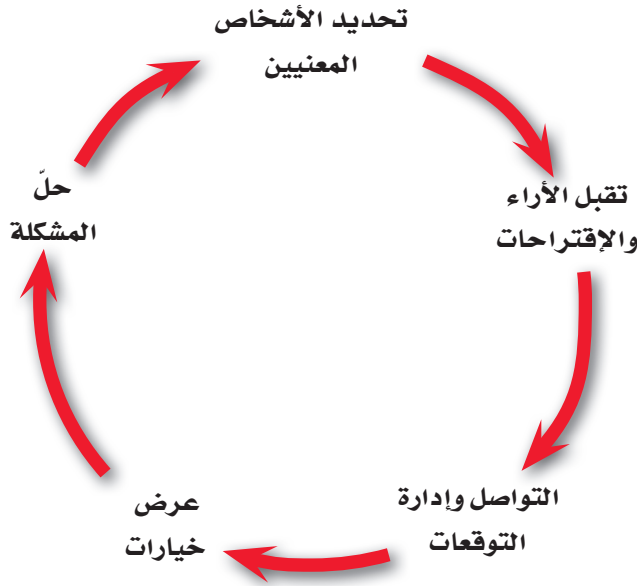 تحديد الأشخاص
المعنيين
تقبل الأراء
والإقتراحات
التواصل وإدارة
التوقعات
عرض
خيارات
حلّ
المشكلة